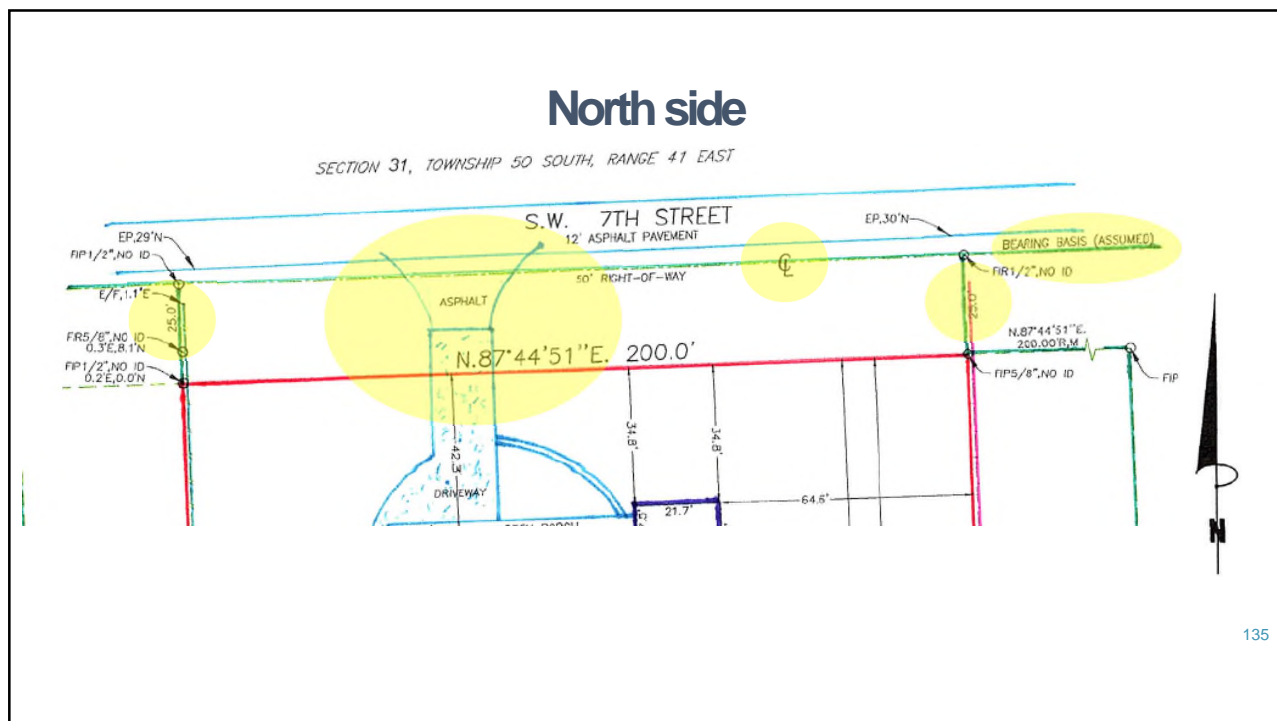 North side
SECTION 31, TOWNSHIP 50 SOUTH, RANGE 41 EAST
S.W. 7TH STREET
12' ASPHALT PAVEMENT
EP,29'N
EP,30'N
BEARING BASIS (ASSUMED)
FIP1/2",NO ID
E/F,1.1'E
25.0'
50' RIGHT-OF-WAY
℄
FIR1/2",NO ID
25.0'
ASPHALT
FIR5/8",NO ID
0.3'E,8.1'N
FIP1/2",NO ID
0.2'E,0.0'N
N.87°44'51"E. 200.0'
N.87°44'51"E.
200.00'R,M
FIP5/8",NO ID
FIP
42.3'
34.8'
34.8'
DRIVEWAY
21.7'
64.6'
N
135